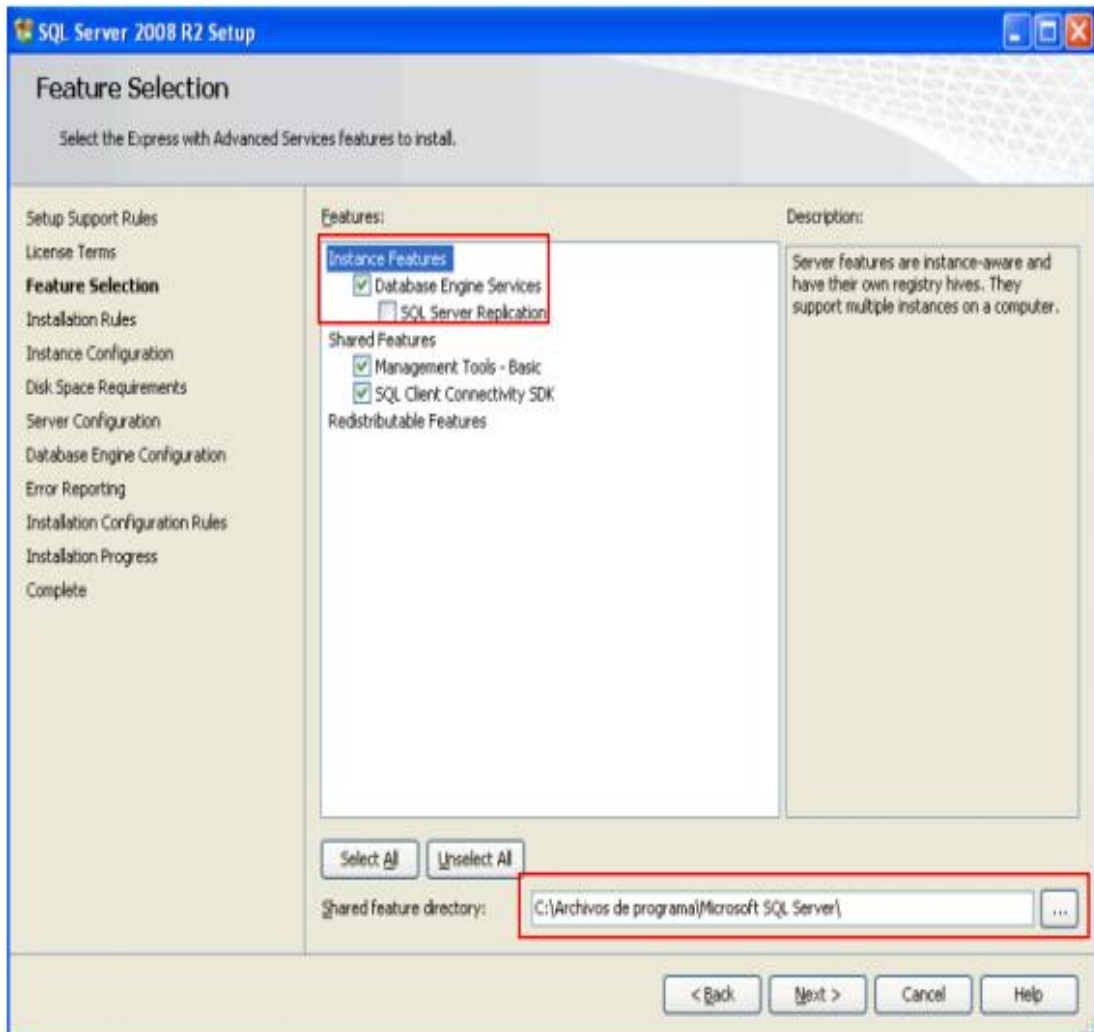 SQL Server 2008 R2 Setup
Feature Selection
Select the Express with Advanced Services features to install.
Setup Support Rules
License Terms
Feature Selection
Installation Rules
Instance Configuration
Disk Space Requirements
Server Configuration
Database Engine Configuration
Error Reporting
Installation Configuration Rules
Installation Progress
Complete
Features:
Instance Features
Database Engine Services
SQL Server Replication
Shared Features
Management Tools - Basic
SQL Client Connectivity SDK
Redistributable Features
Description:
Server features are instance-aware and
have their own registry hives. They
support multiple instances on a computer.
Select All
Unselect All
Shared feature directory:
C:\Archivos de programa\Microsoft SQL Server\
...
< Back
Next >
Cancel
Help